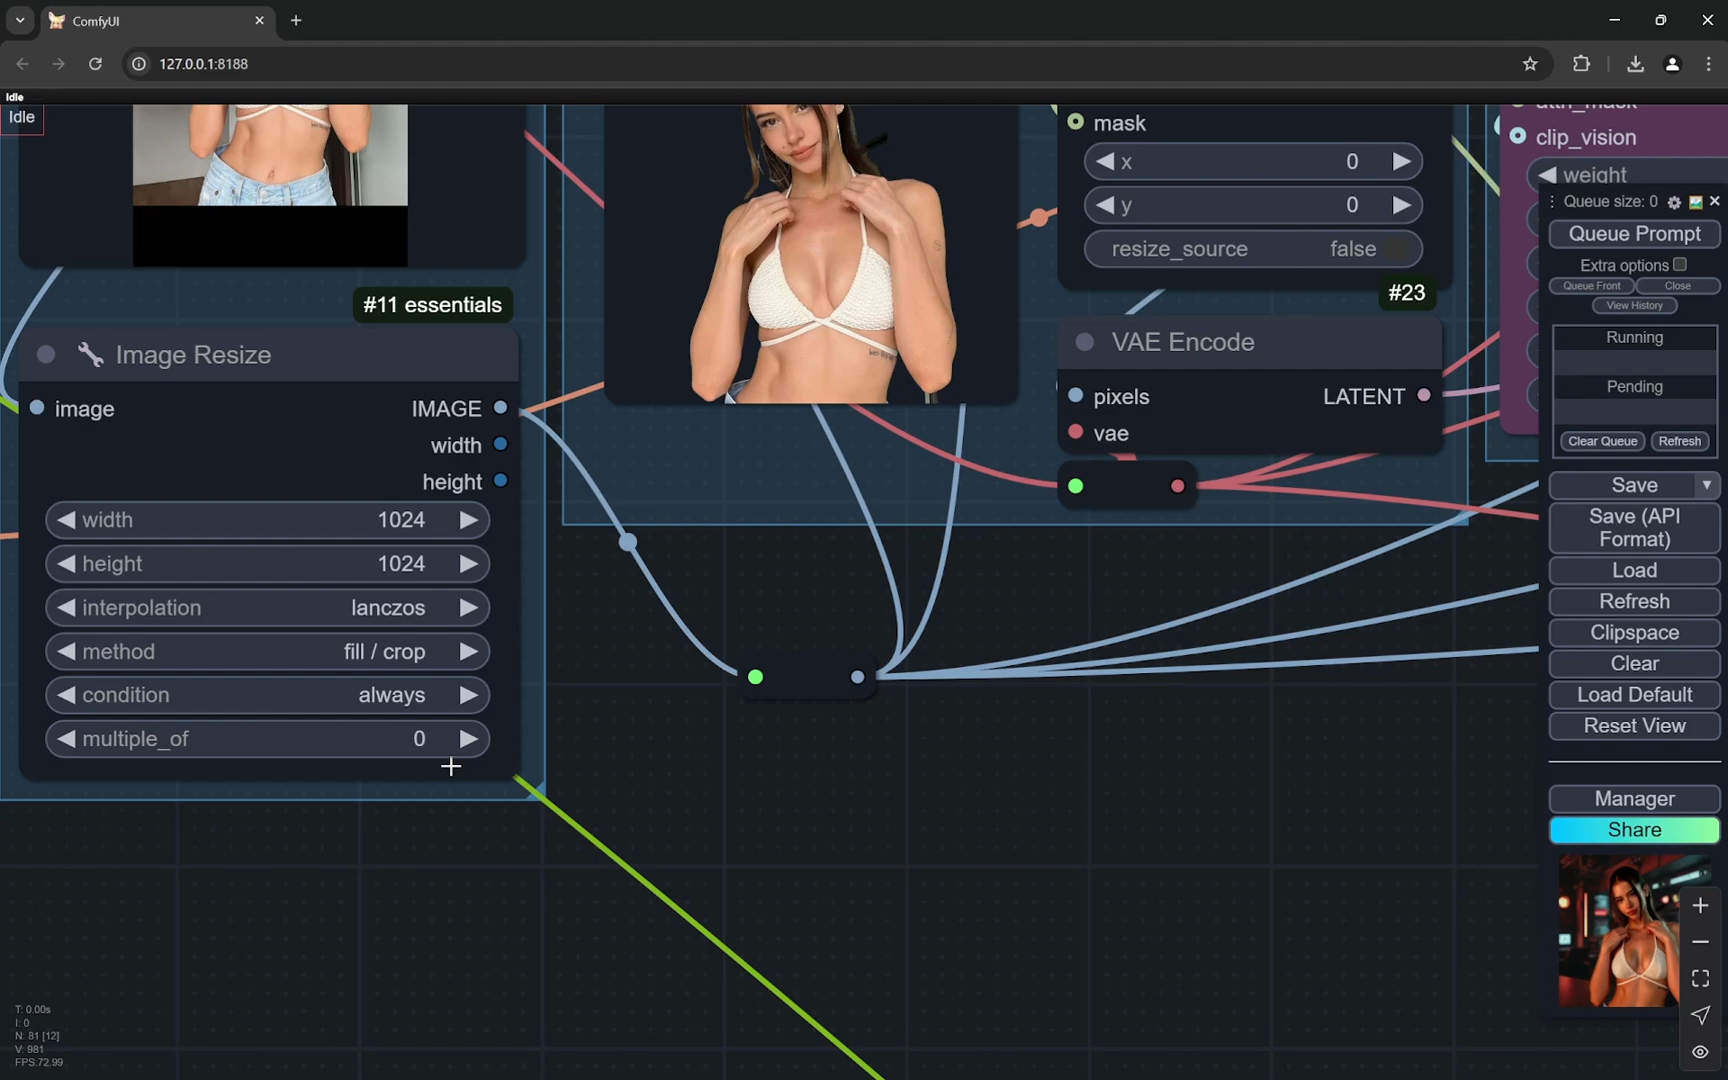 ComfyUI
127.0.0.1:8188
Idle
Idle
mask
x 0
y 0
resize_source false
clip_vision
weight
Queue size: 0
Queue Prompt
Extra options
Queue Front Close
View History
Running
Pending
Clear Queue Refresh
#11 essentials
Image Resize
image IMAGE
width
height
width 1024
height 1024
interpolation lanczos
method fill / crop
condition always
multiple_of 0
#23
VAE Encode
pixels LATENT
vae
Save
Save (API
Format)
Load
Refresh
Clipspace
Clear
Load Default
Reset View
Manager
Share
T: 0.00s
I: 0
N: 81 [12]
V: 981
FPS:72.99